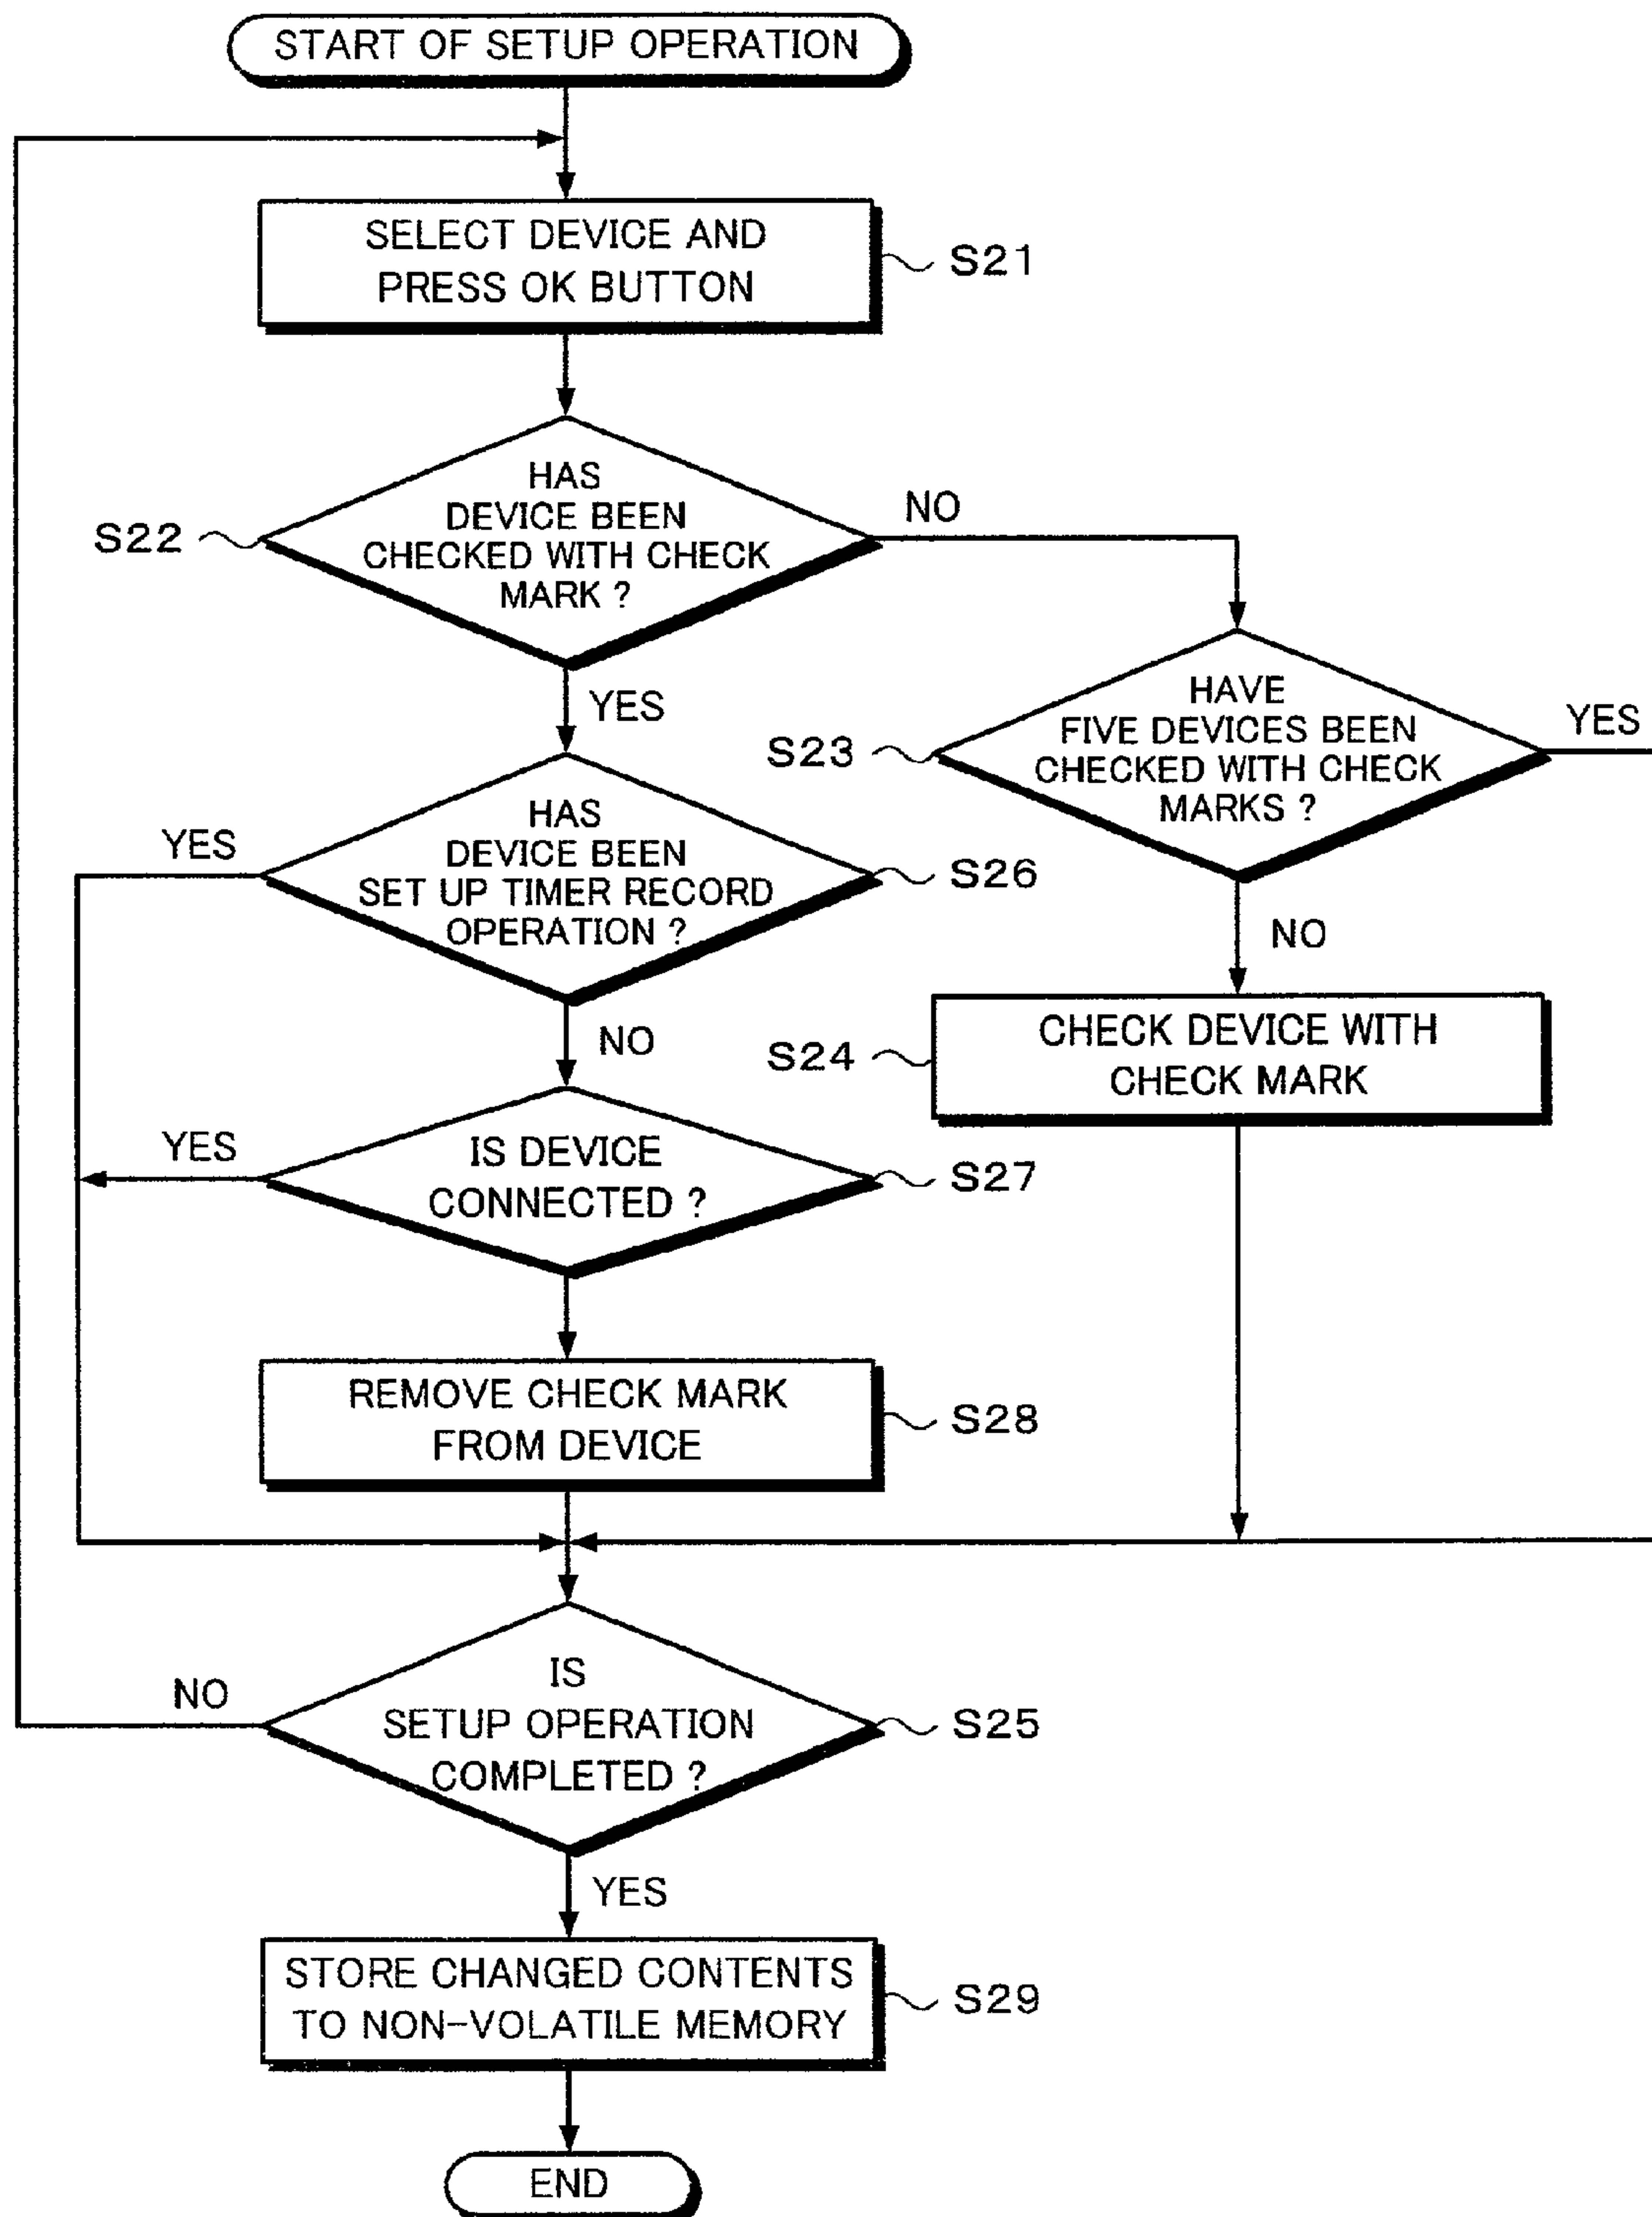 START OF SETUP OPERATION
SELECT DEVICE AND
PRESS OK BUTTON
S21
HAS
DEVICE BEEN
CHECKED WITH CHECK
MARK ?
S22
NO
YES
HAVE
FIVE DEVICES BEEN
CHECKED WITH CHECK
MARKS ?
S23
YES
NO
HAS
DEVICE BEEN
SET UP TIMER RECORD
OPERATION ?
S26
YES
NO
CHECK DEVICE WITH
CHECK MARK
S24
IS DEVICE
CONNECTED ?
S27
YES
REMOVE CHECK MARK
FROM DEVICE
S28
IS
SETUP OPERATION
COMPLETED ?
S25
NO
YES
STORE CHANGED CONTENTS
TO NON-VOLATILE MEMORY
S29
END